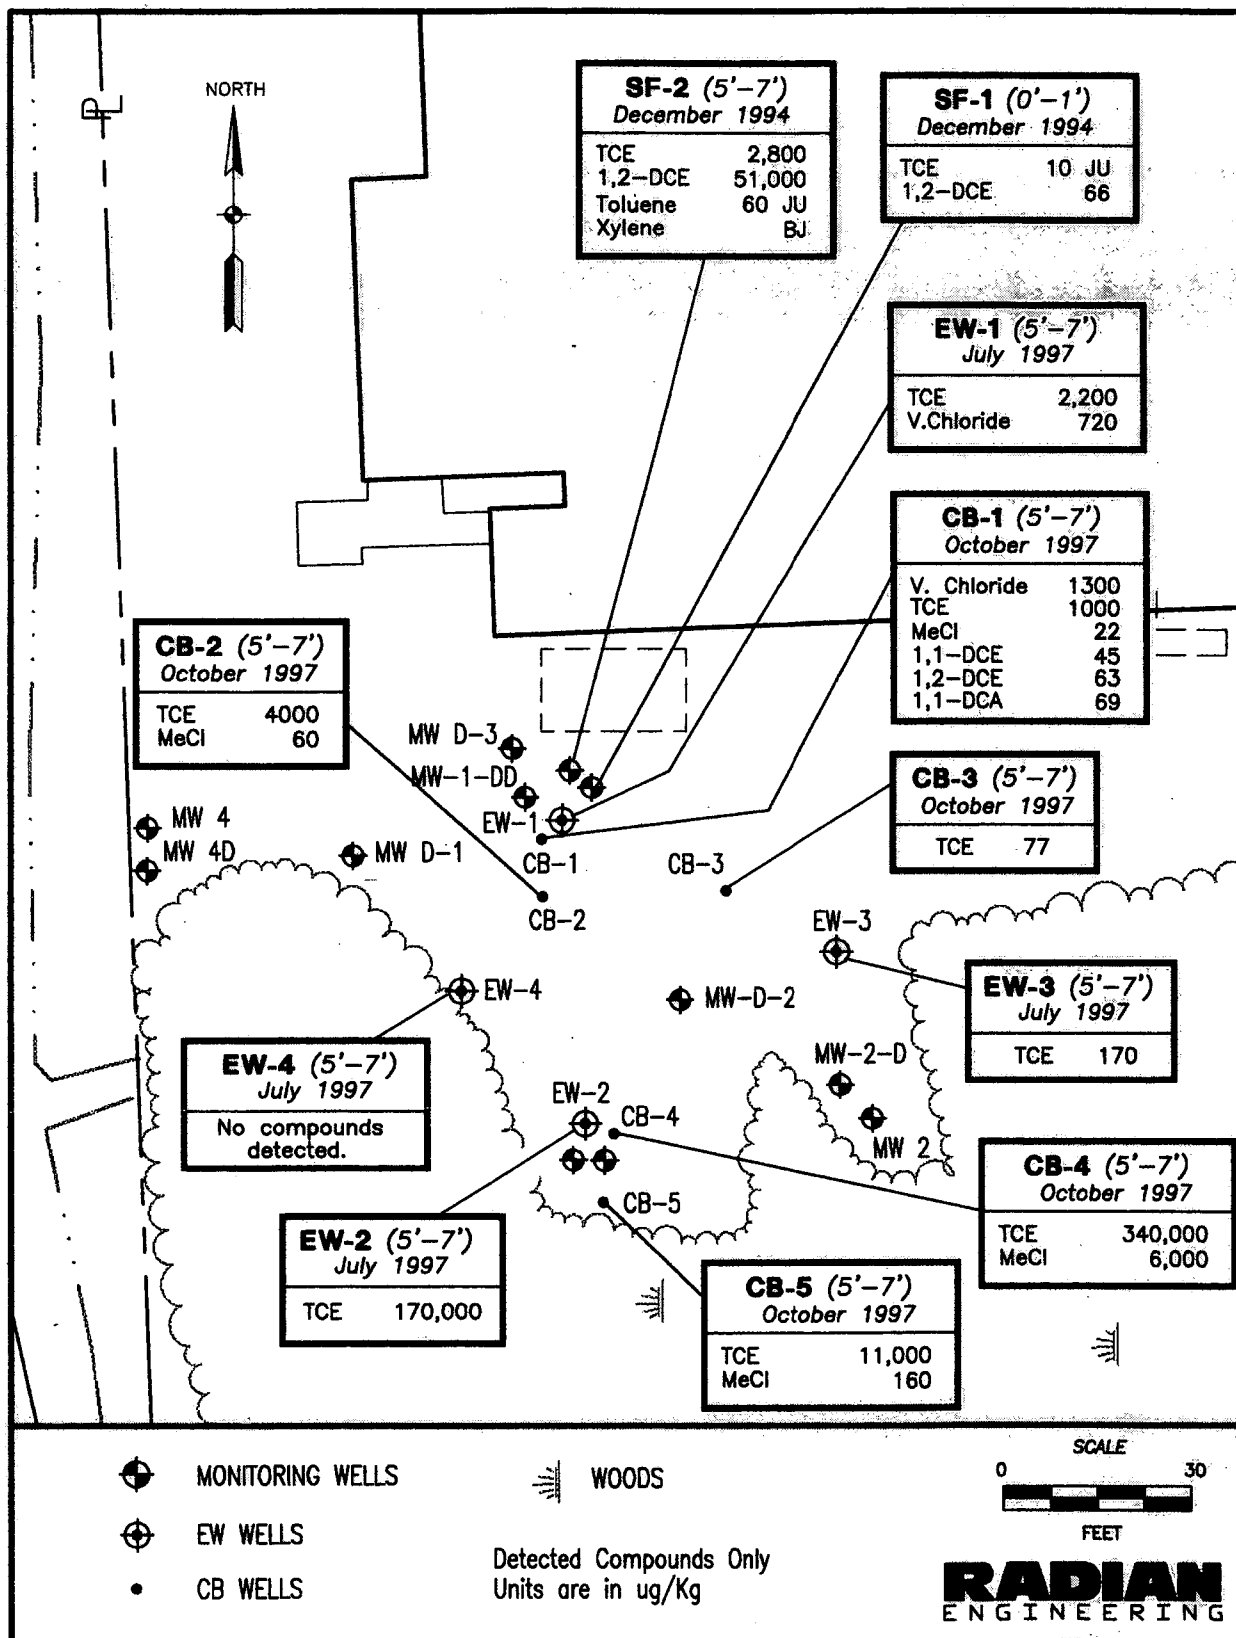 PL
NORTH
SF-2 (5'-7')
December 1994
TCE 2,800
1,2-DCE 51,000
Toluene 60 JU
Xylene BJ
SF-1 (0'-1')
December 1994
TCE 10 JU
1,2-DCE 66
EW-1 (5'-7')
July 1997
TCE 2,200
V.Chloride 720
CB-1 (5'-7')
October 1997
V. Chloride 1300
TCE 1000
MeCl 22
1,1-DCE 45
1,2-DCE 63
1,1-DCA 69
CB-2 (5'-7')
October 1997
TCE 4000
MeCl 60
MW D-3
MW-1-DD
EW-1
CB-1
CB-2
MW 4
MW 4D
MW D-1
CB-3
CB-3 (5'-7')
October 1997
TCE 77
EW-3
EW-4
MW-D-2
EW-3 (5'-7')
July 1997
TCE 170
EW-4 (5'-7')
July 1997
No compounds
detected.
MW-2-D
MW 2
EW-2
CB-4
CB-5
CB-4 (5'-7')
October 1997
TCE 340,000
MeCl 6,000
EW-2 (5'-7')
July 1997
TCE 170,000
CB-5 (5'-7')
October 1997
TCE 11,000
MeCl 160
MONITORING WELLS
EW WELLS
CB WELLS
WOODS
Detected Compounds Only
Units are in ug/Kg
SCALE
0 30
FEET
RADIAN
ENGINEERING